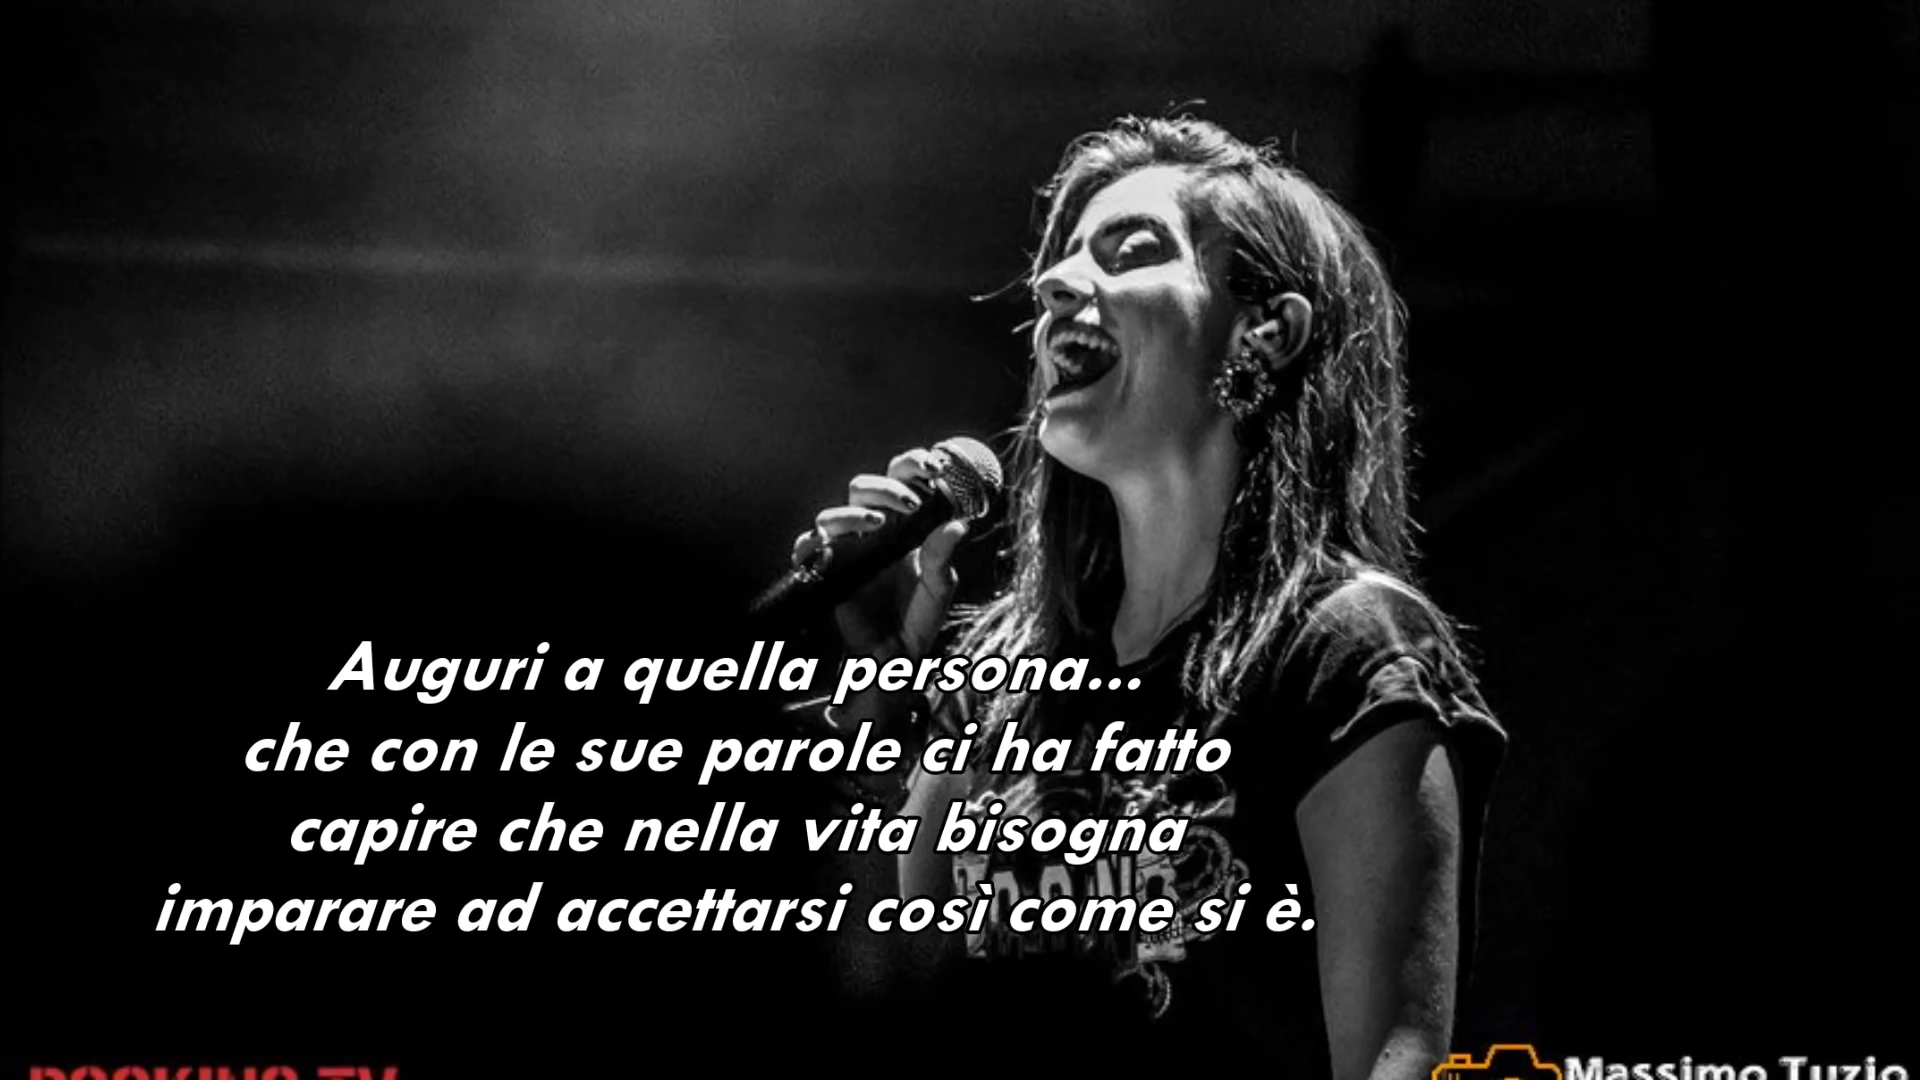 Auguri a quella persona...
che con le sue parole ci ha fatto
capire che nella vita bisogna
imparare ad accettarsi così come si è.
Massimo Tuzio